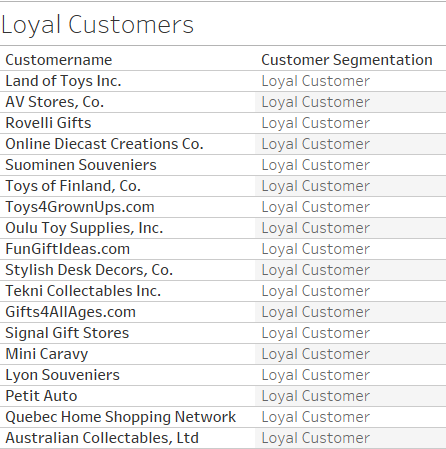 Loyal Customers
Customername Customer Segmentation
Land of Toys Inc. Loyal Customer
AV Stores, Co. Loyal Customer
Rovelli Gifts Loyal Customer
Online Diecast Creations Co. Loyal Customer
Suominen Souveniers Loyal Customer
Toys of Finland, Co. Loyal Customer
Toys4GrownUps.com Loyal Customer
Oulu Toy Supplies, Inc. Loyal Customer
FunGiftIdeas.com Loyal Customer
Stylish Desk Decors, Co. Loyal Customer
Tekni Collectables Inc. Loyal Customer
Gifts4AllAges.com Loyal Customer
Signal Gift Stores Loyal Customer
Mini Caravy Loyal Customer
Lyon Souveniers Loyal Customer
Petit Auto Loyal Customer
Quebec Home Shopping Network Loyal Customer
Australian Collectables, Ltd Loyal Customer